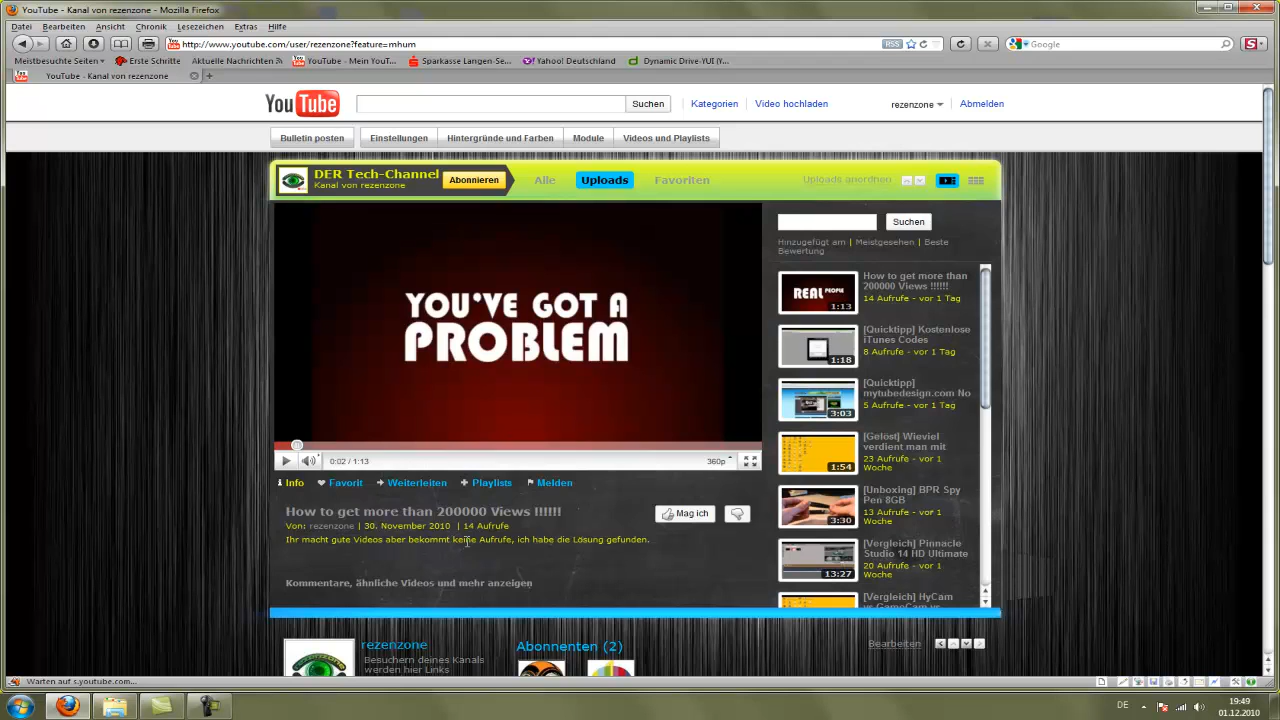 YouTube - Kanal von rezenzone - Mozilla Firefox
Datei Bearbeiten Ansicht Chronik Lesezeichen Extras Hilfe
http://www.youtube.com/user/rezenzone?feature=mhum RSS Google
Meistbesuchte Seiten Erste Schritte Aktuelle Nachrichten YouTube - Mein YouT... Sparkasse Langen-Se... Yahoo! Deutschland Dynamic Drive-YUI (Y...
YouTube - Kanal von rezenzone
YouTube Suchen Kategorien Video hochladen rezenzone Abmelden
Bulletin posten Einstellungen Hintergründe und Farben Module Videos und Playlists
DER Tech-Channel
Kanal von rezenzone
Abonnieren Alle Uploads Favoriten Uploads anordnen
YOU'VE GOT A
PROBLEM
0:02 / 1:13 360p
Info Favorit Weiterleiten Playlists Melden
How to get more than 200000 Views !!!!!!
Mag ich
Von: rezenzone | 30. November 2010 | 14 Aufrufe
Ihr macht gute Videos aber bekommt keine Aufrufe, ich habe die Lösung gefunden.
Kommentare, ähnliche Videos und mehr anzeigen
Suchen
Hinzugefügt am | Meistgesehen | Beste
Bewertung
REAL PEOPLE
1:13
How to get more than
200000 Views !!!!!!
14 Aufrufe - vor 1 Tag
1:18
[Quicktipp] Kostenlose
iTunes Codes
8 Aufrufe - vor 1 Tag
3:03
[Quicktipp]
mytubedesign.com No
5 Aufrufe - vor 1 Tag
1:54
[Gelöst] Wieviel
verdient man mit
23 Aufrufe - vor 1
Woche
3:30
[Unboxing] BPR Spy
Pen 8GB
13 Aufrufe - vor 1
Woche
13:27
[Vergleich] Pinnacle
Studio 14 HD Ultimate
20 Aufrufe - vor 1
Woche
[Vergleich] HyCam
vs GameCam vs
rezenzone
Besuchern deines Kanals
werden hier Links
Abonnenten (2)
Bearbeiten
Warten auf s.youtube.com...
DE
19:49
01.12.2010